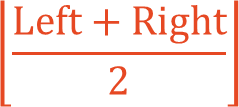 ⌊(Left + Right) / 2⌋